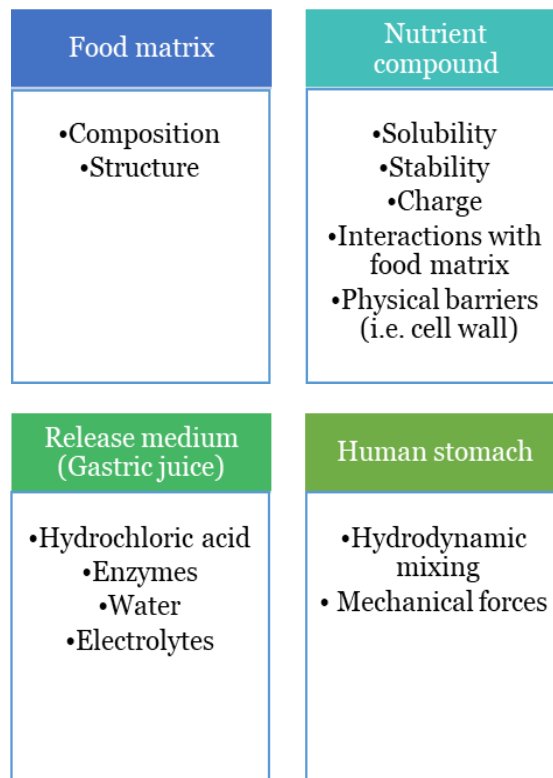 Food matrix
•Composition
•Structure
Nutrient
compound
•Solubility
•Stability
•Charge
•Interactions with
food matrix
•Physical barriers
(i.e. cell wall)
Release medium
(Gastric juice)
•Hydrochloric acid
•Enzymes
•Water
•Electrolytes
Human stomach
•Hydrodynamic
mixing
• Mechanical forces